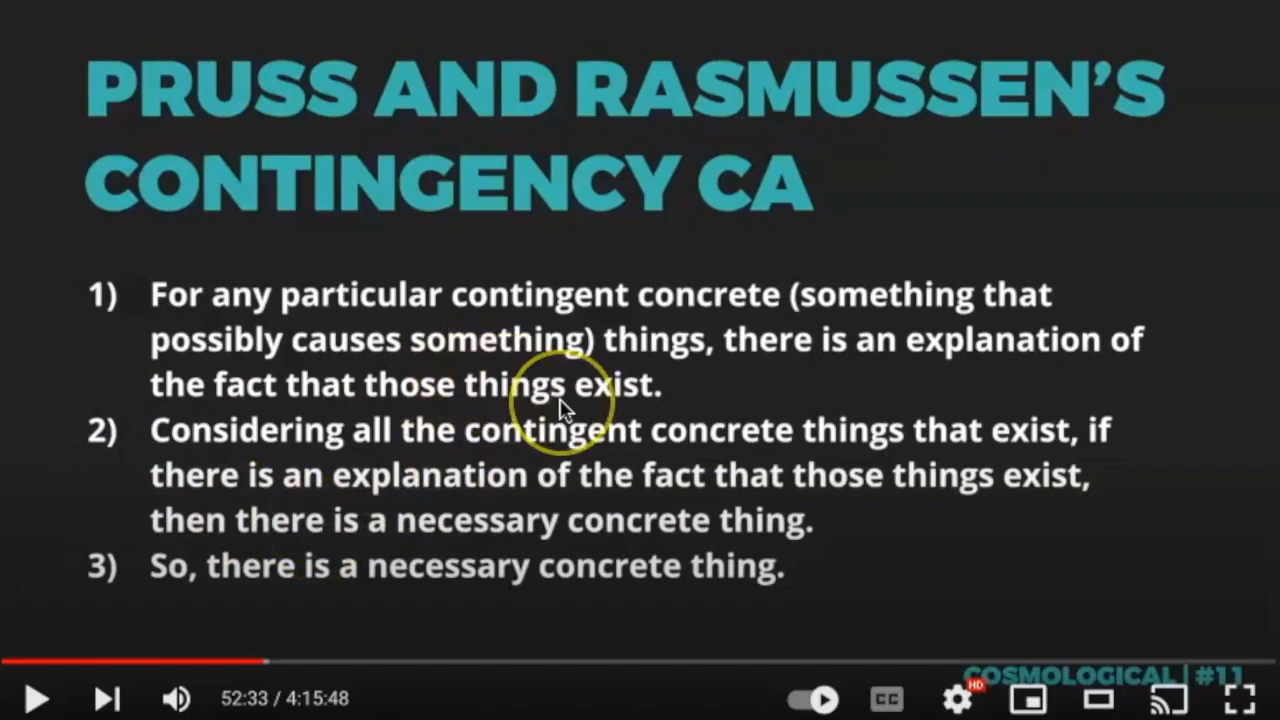 PRUSS AND RASMUSSEN'S
CONTINGENCY CA
1) For any particular contingent concrete (something that
possibly causes something) things, there is an explanation of
the fact that those things exist.
2) Considering all the contingent concrete things that exist, if
there is an explanation of the fact that those things exist,
then there is a necessary concrete thing.
3) So, there is a necessary concrete thing.
COSMOLOGICAL | #11
52:33 / 4:15:48
CC
HD